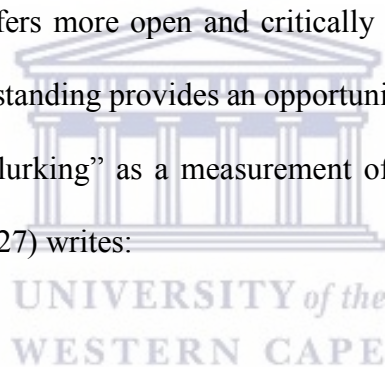 fers more open and critically
standing provides an opportuni
lurking” as a measurement of
27) writes:
UNIVERSITY of the
WESTERN CAPE